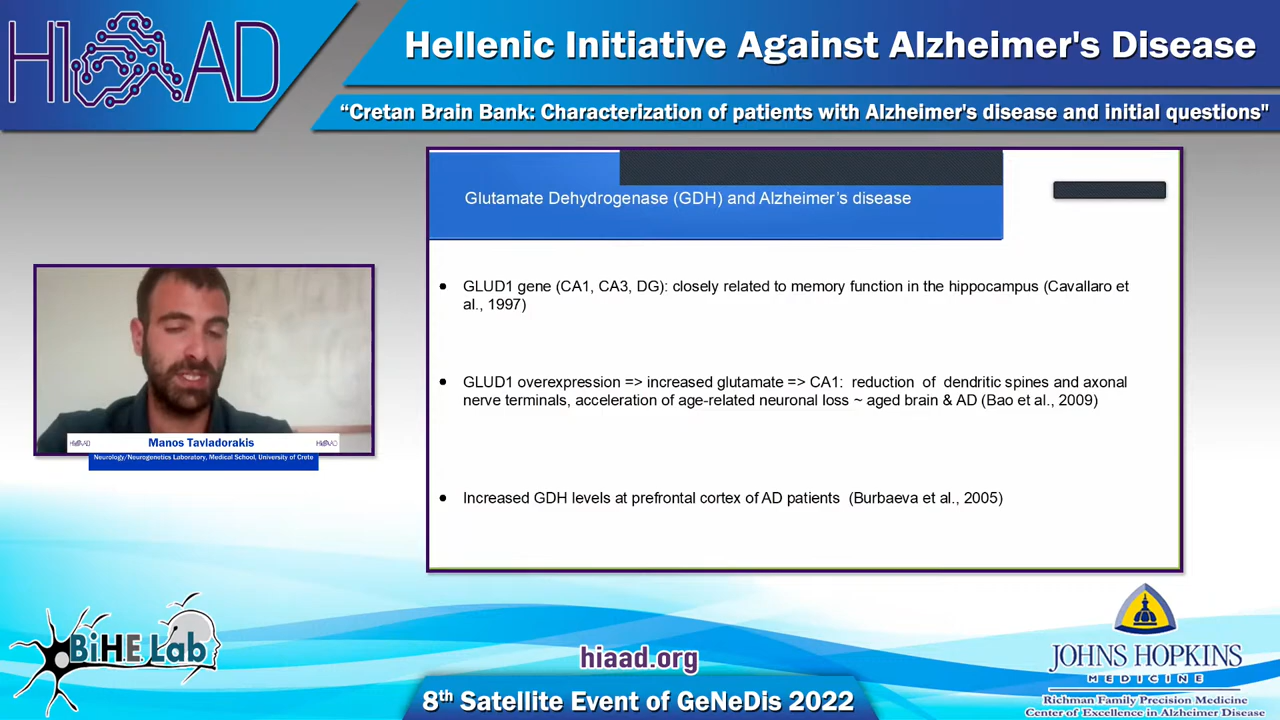 HIAAD
Hellenic Initiative Against Alzheimer's Disease
“Cretan Brain Bank: Characterization of patients with Alzheimer's disease and initial questions"
Glutamate Dehydrogenase (GDH) and Alzheimer’s disease
● GLUD1 gene (CA1, CA3, DG): closely related to memory function in the hippocampus (Cavallaro et
al., 1997)
● GLUD1 overexpression => increased glutamate => CA1: reduction of dendritic spines and axonal
nerve terminals, acceleration of age-related neuronal loss ~ aged brain & AD (Bao et al., 2009)
● Increased GDH levels at prefrontal cortex of AD patients (Burbaeva et al., 2005)
HIAAD
Manos Tavladorakis
HIAAD
Neurology/Neurogenetics Laboratory, Medical School, University of Crete
BiHE Lab
hiaad.org
8th Satellite Event of GeNeDis 2022
JOHNS HOPKINS
MEDICINE
Richman Family Precision Medicine
Center of Excellence in Alzheimer Disease